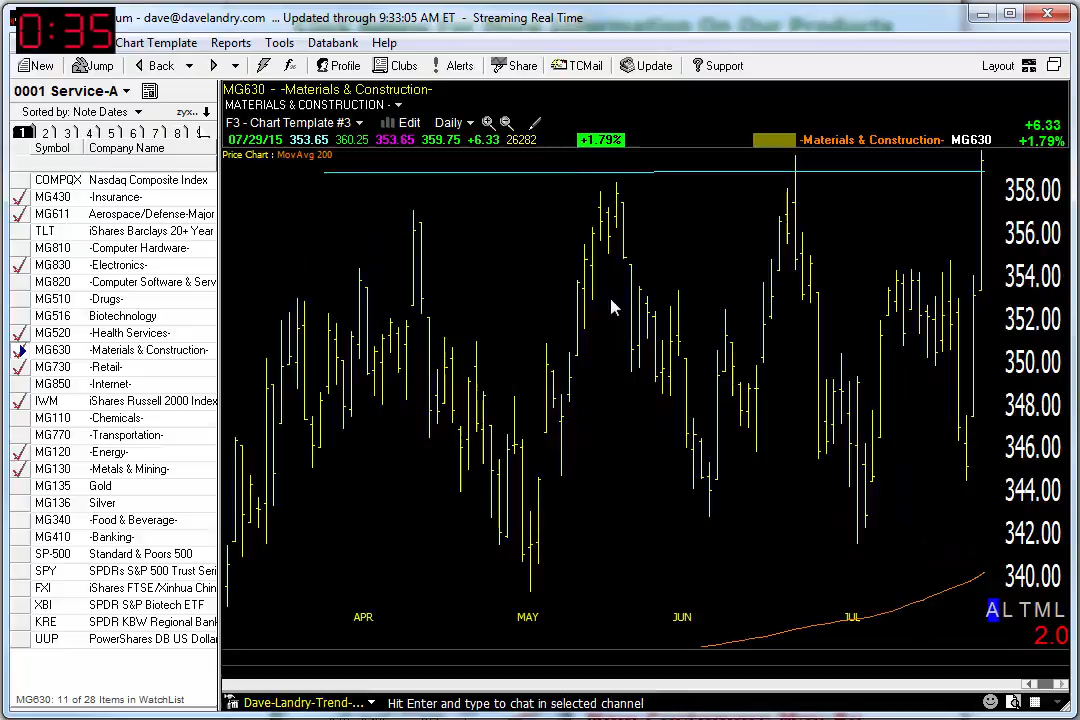 um - dave@davelandry.com ... Updated through 9:33:05 AM ET - Streaming Real Time
0:35
Chart Template Reports Tools Database Help
New Jump Back Profile Clubs Alerts Share TCMail Update Support Layout
0001 Service-A
Sorted by: Note Dates zyx..
1 2 3 4 5 6 7 8
Symbol Company Name
COMPQX Nasdaq Composite Index
MG430 -Insurance-
MG611 Aerospace/Defense-Major
TLT iShares Barclays 20+ Year
MG810 -Computer Hardware-
MG830 -Electronics-
MG820 -Computer Software & Serv
MG510 -Drugs-
MG516 Biotechnology
MG520 -Health Services-
MG630 -Materials & Construction-
MG730 -Retail-
MG850 -Internet-
IWM iShares Russell 2000 Index
MG110 -Chemicals-
MG770 -Transportation-
MG120 -Energy-
MG130 -Metals & Mining-
MG135 Gold
MG136 Silver
MG340 -Food & Beverage-
MG410 -Banking-
SP-500 Standard & Poors 500
SPY SPDRs S&P 500 Trust Seri
FXI iShares FTSE/Xinhua Chin
XBI SPDR S&P Biotech ETF
KRE SPDR KBW Regional Bank
UUP PowerShares DB US Dollar
MG630: 11 of 28 Items in WatchList
MG630 - -Materials & Construction-
MATERIALS & CONSTRUCTION -
F3 - Chart Template #3 Edit Daily
07/29/15 353.65 360.25 353.65 359.75 +6.33 26282 +1.79% -Materials & Construction- MG630
+6.33
+1.79%
Price Chart : MovAvg 200
358.00
356.00
354.00
352.00
350.00
348.00
346.00
344.00
342.00
340.00
APR MAY JUN JUL
A L T M L
2.0
Dave-Landry-Trend-... Hit Enter and type to chat in selected channel